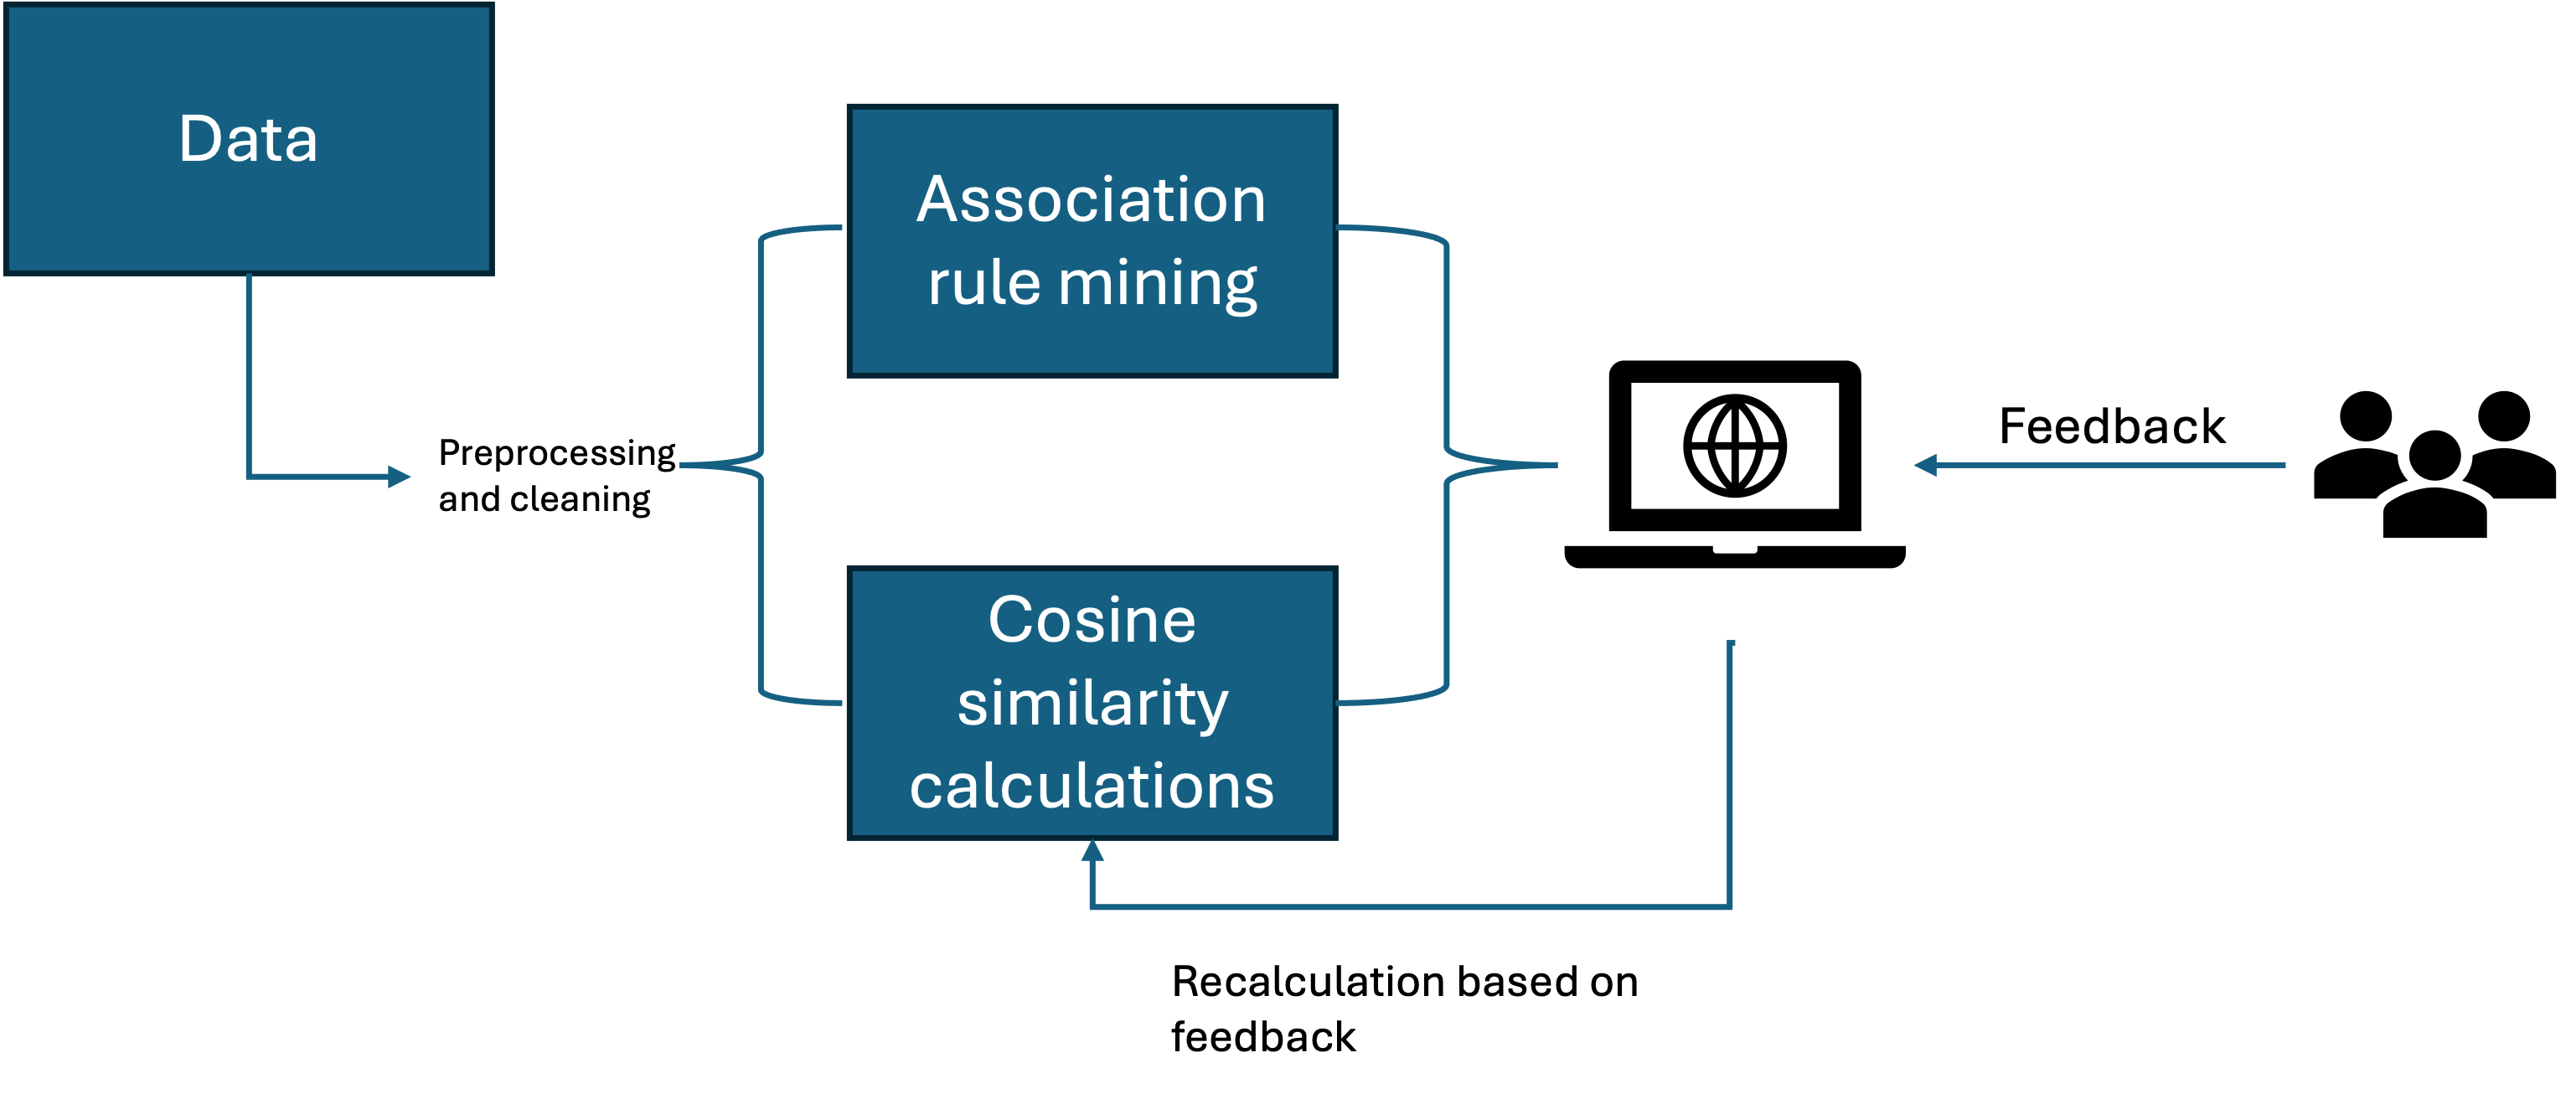 Data
Association
rule mining
Preprocessing
and cleaning
Feedback
Cosine
similarity
calculations
Recalculation based on
feedback